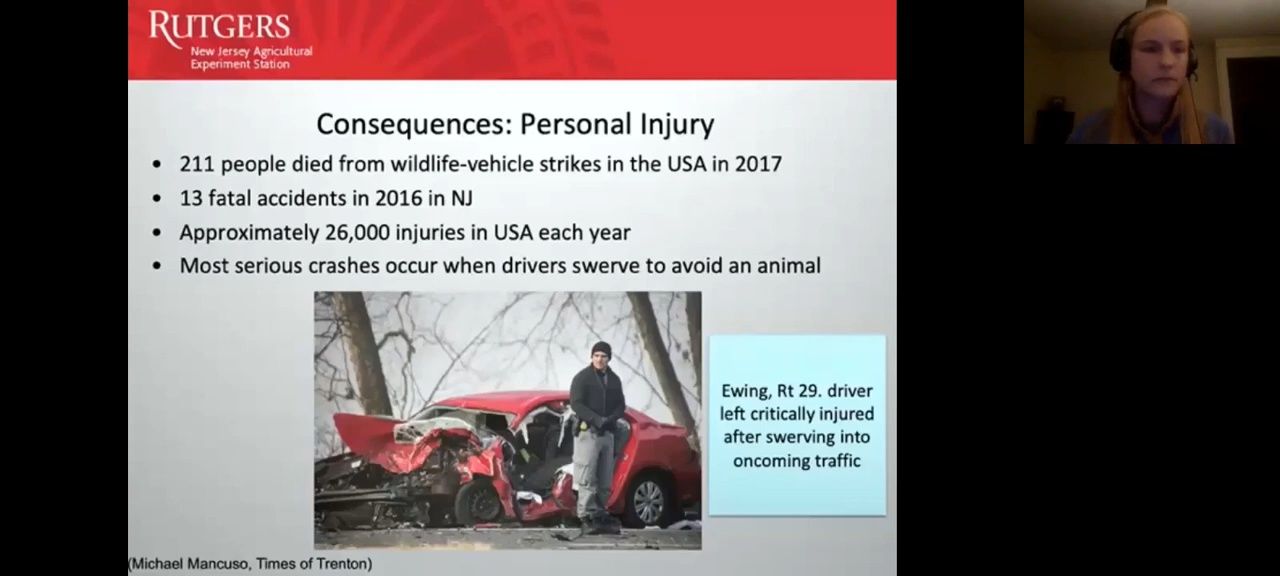 RUTGERS
New Jersey Agricultural
Experiment Station
Consequences: Personal Injury
• 211 people died from wildlife-vehicle strikes in the USA in 2017
• 13 fatal accidents in 2016 in NJ
• Approximately 26,000 injuries in USA each year
• Most serious crashes occur when drivers swerve to avoid an animal
Ewing, Rt 29. driver
left critically injured
after swerving into
oncoming traffic
(Michael Mancuso, Times of Trenton)